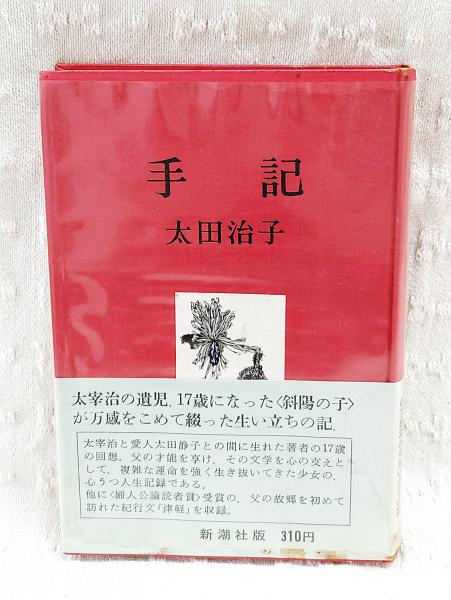 手 記
太田治子
太宰治の遺児、17歳になった〈斜陽の子〉
が万感をこめて綴った生い立ちの記。
太宰治と愛人太田静子との間に生れた著者の17歳
の回想。父の才能を享け、その文学を心の支えと
して、複雑な運命を強く生き抜いてきた少女の、
心うつ人生記録である。
他に〈婦人公論読者賞〉受賞の、父の故郷を初めて
訪れた紀行文「津軽」を収録。
新潮社版 310円